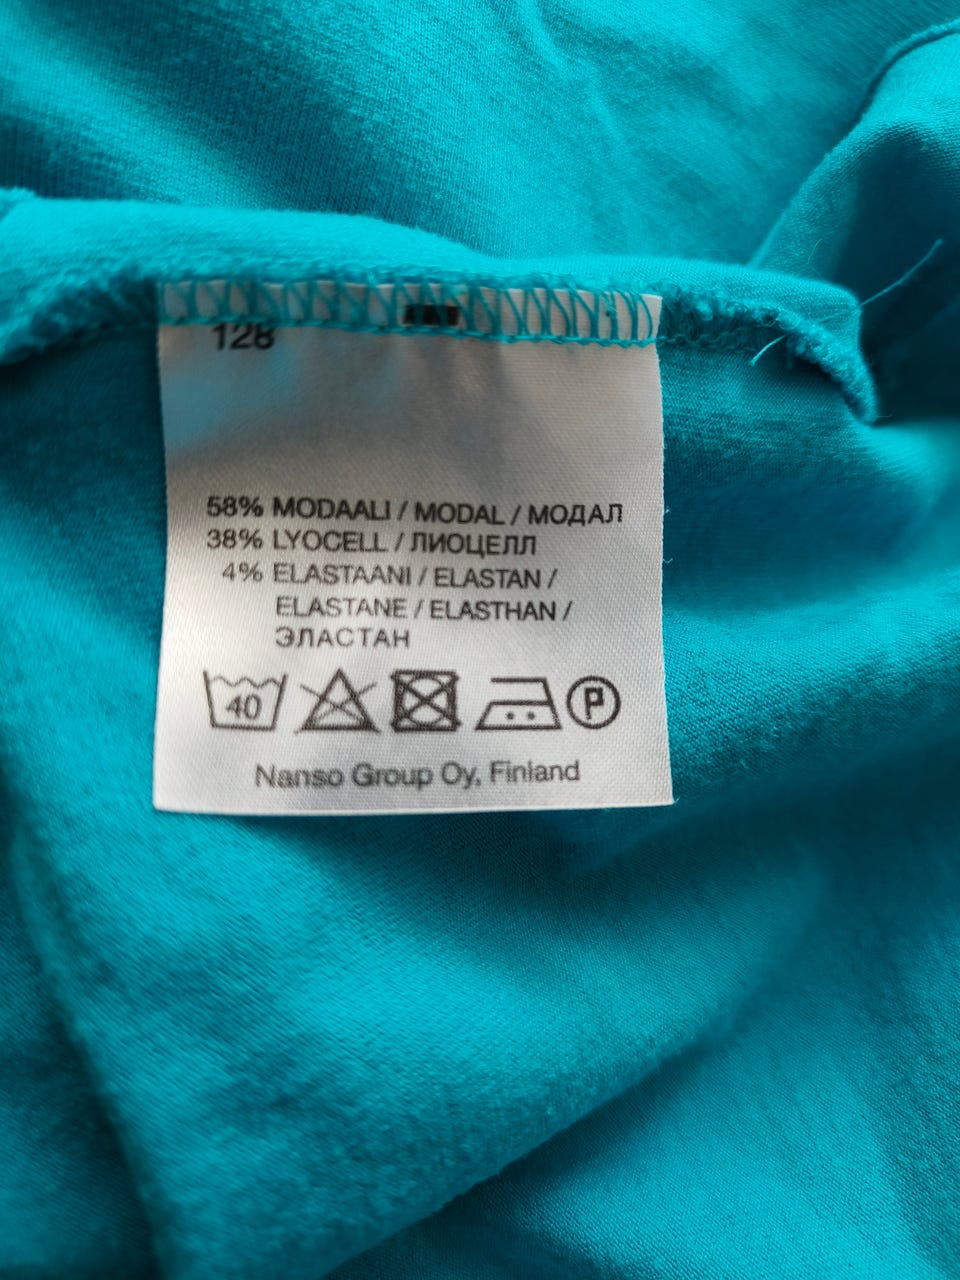 128
58% MODAALI / MODAL / МОДАЛ
38% LYOCELL / ЛИОЦЕЛЛ
4% ELASTAANI / ELASTAN /
ELASTANE / ELASTHAN /
ЭЛАСТАН
40 P
Nanso Group Oy, Finland